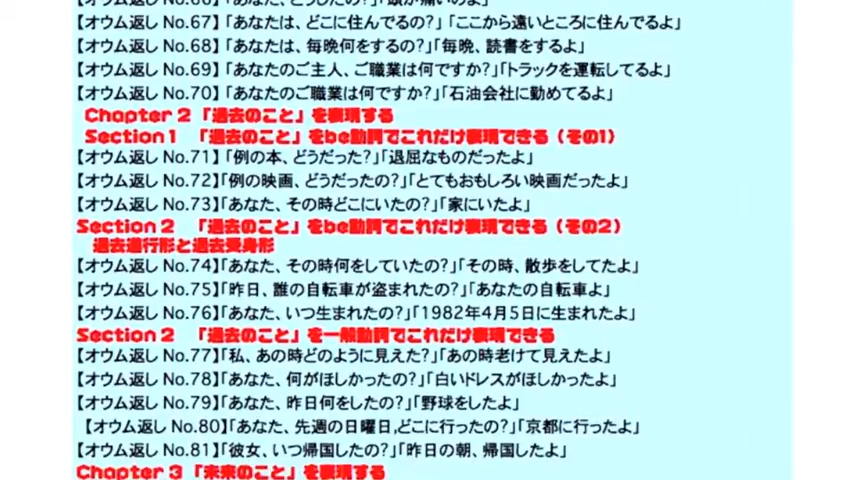 【オウム返し No.66】「あなた、どうしたの?」「頭が痛いのよ」
【オウム返し No.67】「あなたは、どこに住んでるの?」「ここから遠いところに住んでるよ」
【オウム返し No.68】「あなたは、毎晩何をするの?」「毎晩、読書をするよ」
【オウム返し No.69】「あなたのご主人、ご職業は何ですか?」「トラックを運転してるよ」
【オウム返し No.70】「あなたのご職業は何ですか?」「石油会社に勤めてるよ」
Chapter 2「過去のこと」を表現する
Section1 「過去のこと」をbe動詞でこれだけ表現できる（その1）
【オウム返し No.71】「例の本、どうだった?」「退屈なものだったよ」
【オウム返し No.72】「例の映画、どうだったの?」「とてもおもしろい映画だったよ」
【オウム返し No.73】「あなた、その時どこにいたの?」「家にいたよ」
Section 2 「過去のこと」をbe動詞でこれだけ表現できる（その2）
過去進行形と過去受身形
【オウム返し No.74】「あなた、その時何をしていたの?」「その時、散歩をしてたよ」
【オウム返し No.75】「昨日、誰の自転車が盗まれたの?」「あなたの自転車よ」
【オウム返し No.76】「あなた、いつ生まれたの?」「1982年4月5日に生まれたよ」
Section 2 「過去のこと」を一般動詞でこれだけ表現できる
【オウム返し No.77】「私、あの時どのように見えた?」「あの時老けて見えたよ」
【オウム返し No.78】「あなた、何がほしかったの?」「白いドレスがほしかったよ」
【オウム返し No.79】「あなた、昨日何をしたの?」「野球をしたよ」
【オウム返し No.80】「あなた、先週の日曜日,どこに行ったの?」「京都に行ったよ」
【オウム返し No.81】「彼女、いつ帰国したの?」「昨日の朝、帰国したよ」
Chapter 3「未来のこと」を表現する